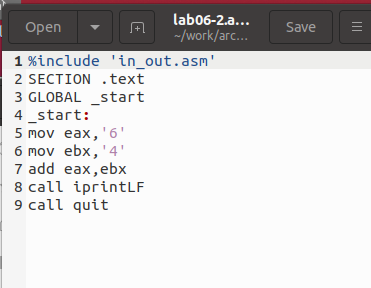 Open
lab06-2.a...
~/work/arc...
Save
1 %include 'in_out.asm'
2 SECTION .text
3 GLOBAL _start
4 _start:
5 mov eax,'6'
6 mov ebx,'4'
7 add eax,ebx
8 call iprintLF
9 call quit